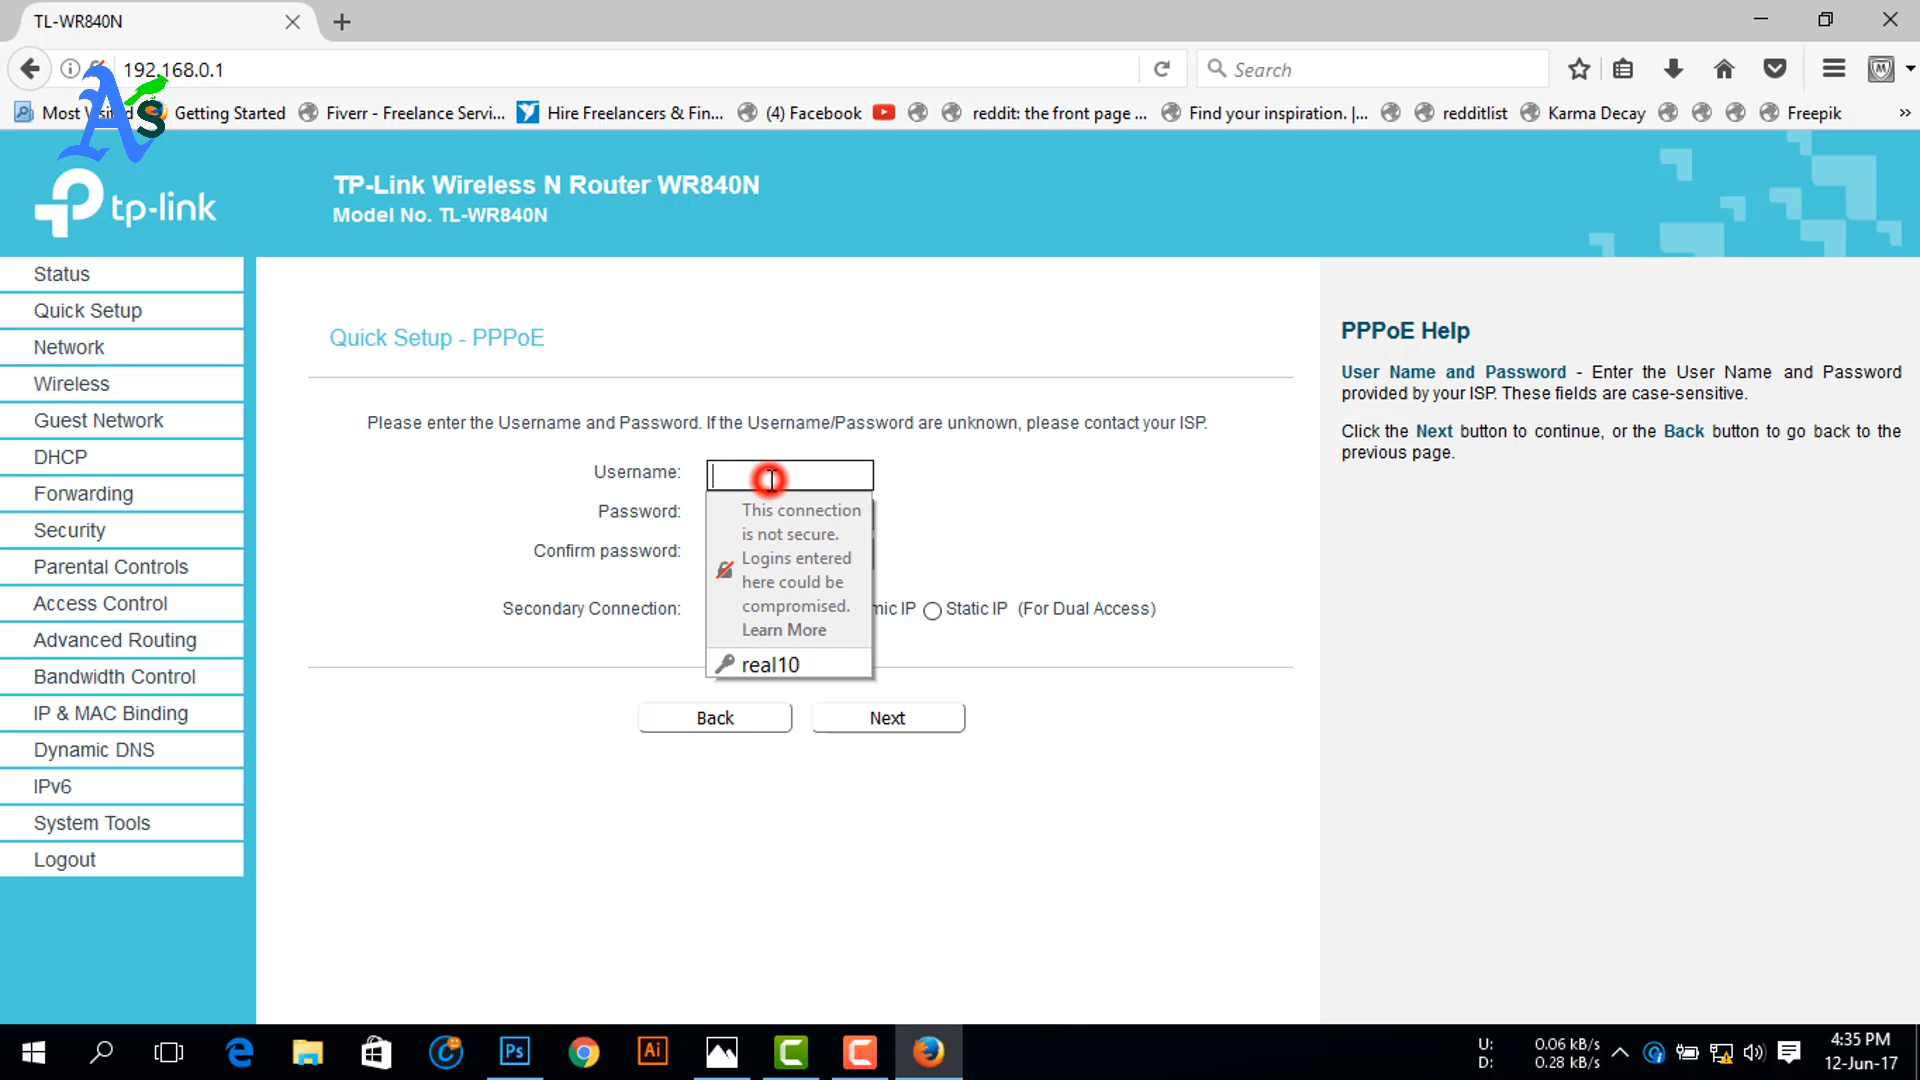 TL-WR840N
192.168.0.1
Search
Most Visited
Getting Started
Fiverr - Freelance Servi...
Hire Freelancers & Fin...
(4) Facebook
reddit: the front page ...
Find your inspiration. |...
redditlist
Karma Decay
Freepik
»
As
tp-link
TP-Link Wireless N Router WR840N
Model No. TL-WR840N
Status
Quick Setup
Network
Wireless
Guest Network
DHCP
Forwarding
Security
Parental Controls
Access Control
Advanced Routing
Bandwidth Control
IP & MAC Binding
Dynamic DNS
IPv6
System Tools
Logout
Quick Setup - PPPoE
Please enter the Username and Password. If the Username/Password are unknown, please contact your ISP.
Username:
Password:
Confirm password:
This connection
is not secure.
Logins entered
here could be
compromised.
Learn More
real10
Secondary Connection:
mic IP
Static IP (For Dual Access)
Back
Next
PPPoE Help
User Name and Password - Enter the User Name and Password
provided by your ISP. These fields are case-sensitive.
Click the Next button to continue, or the Back button to go back to the
previous page.
Ps
Ai
U: 0.06 kB/s
D: 0.28 kB/s
4:35 PM
12-Jun-17